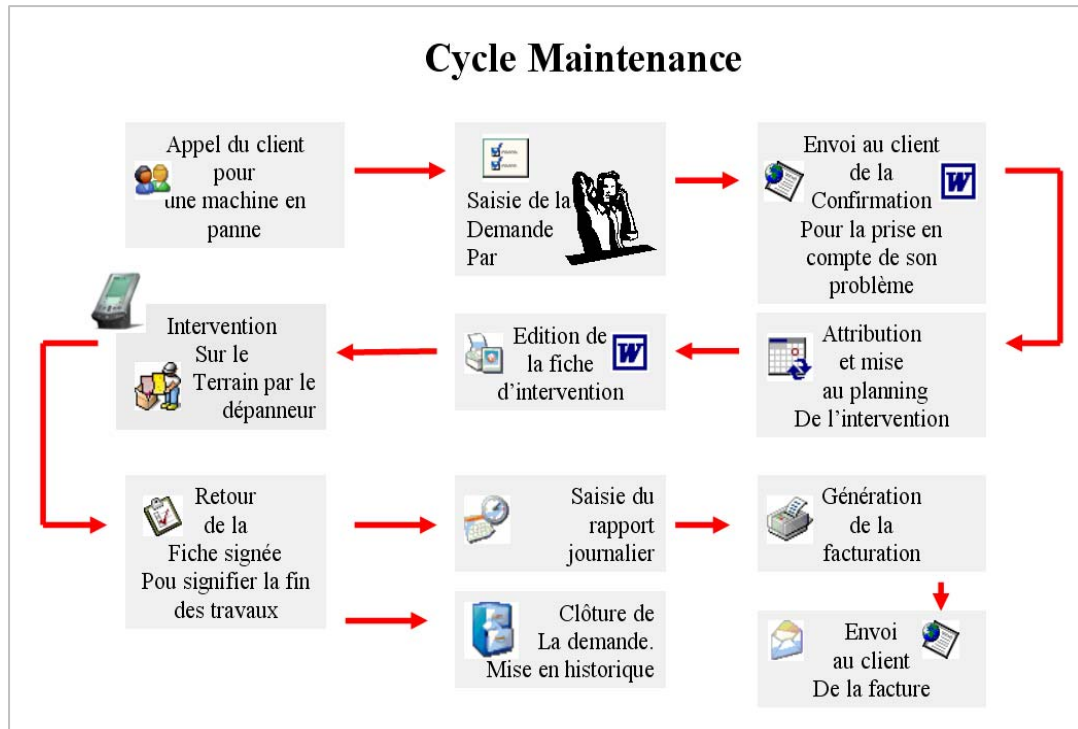 Cycle Maintenance
Appel du client
pour
une machine en
panne
Saisie de la
Demande
Par
Envoi au client
de la
Confirmation
Pour la prise en
compte de son
problème
W
Intervention
Sur le
Terrain par le
dépanneur
Edition de
la fiche
d’intervention
W
Attribution
et mise
au planning
De l’intervention
Retour
de la
Fiche signée
Pou signifier la fin
des travaux
Saisie du
rapport
journalier
Génération
de la
facturation
Clôture de
La demande.
Mise en historique
Envoi
au client
De la facture